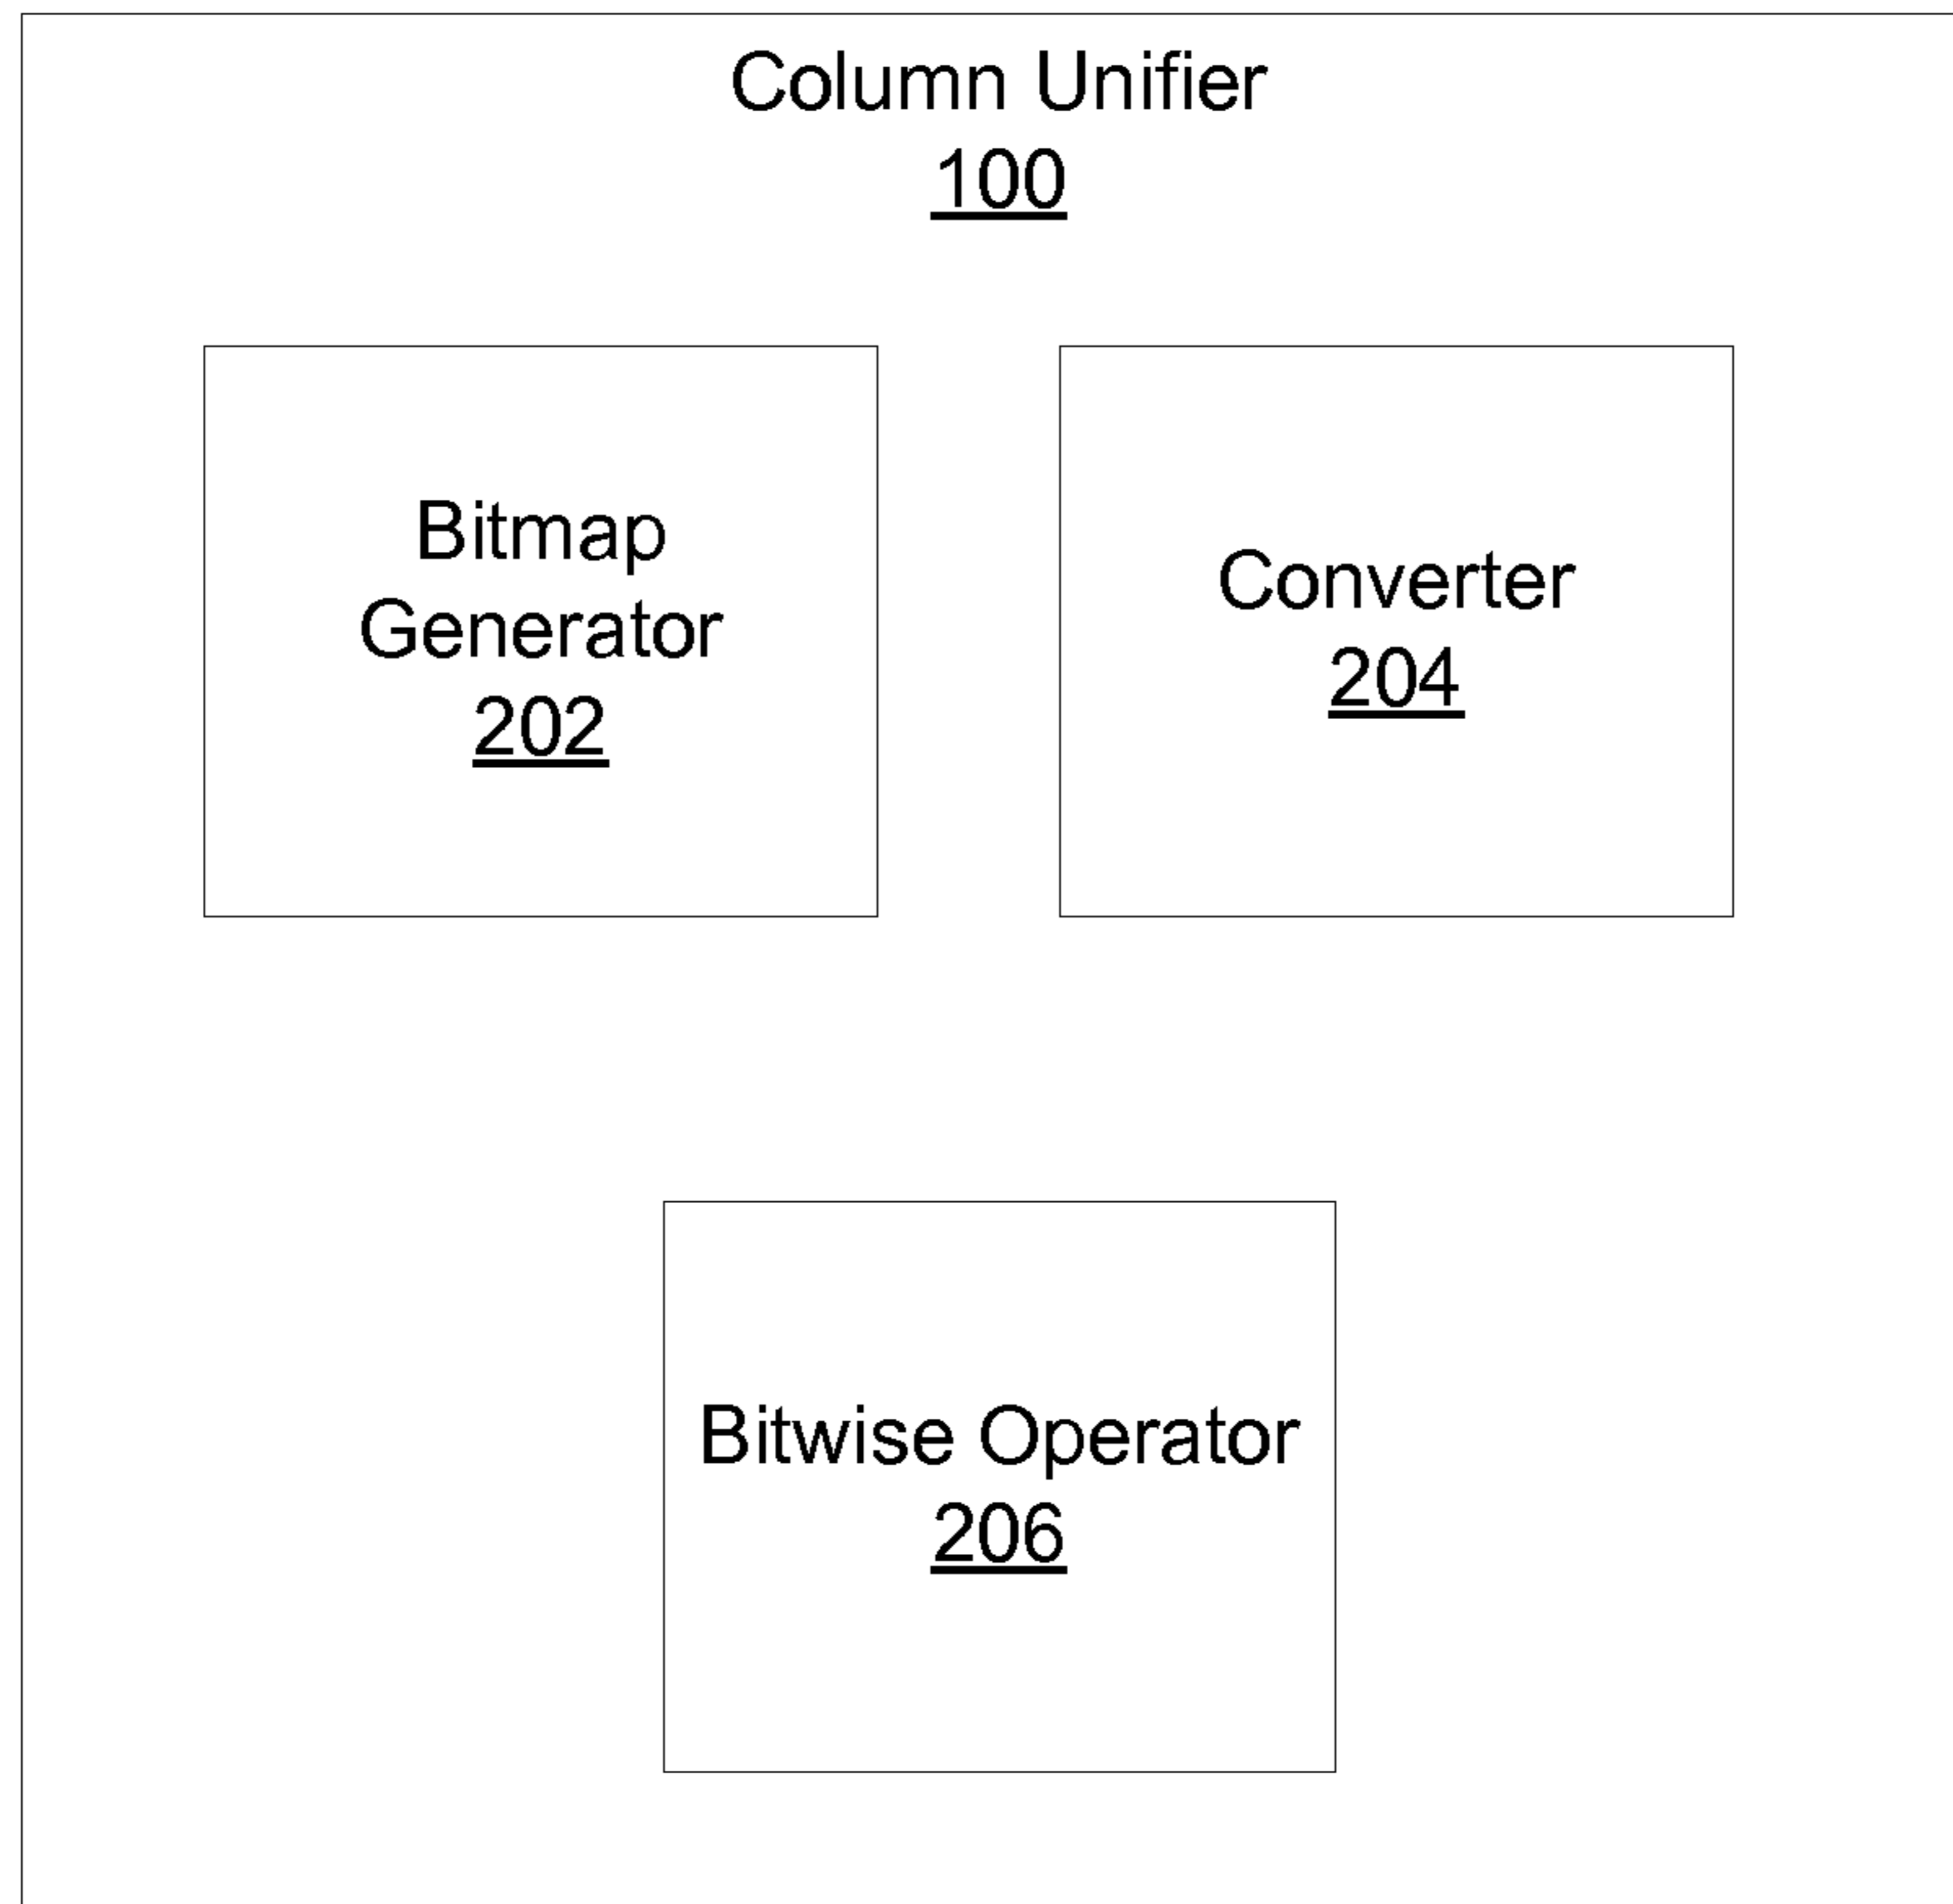 Column Unifier
100
Bitmap
Generator
202
Converter
204
Bitwise Operator
206